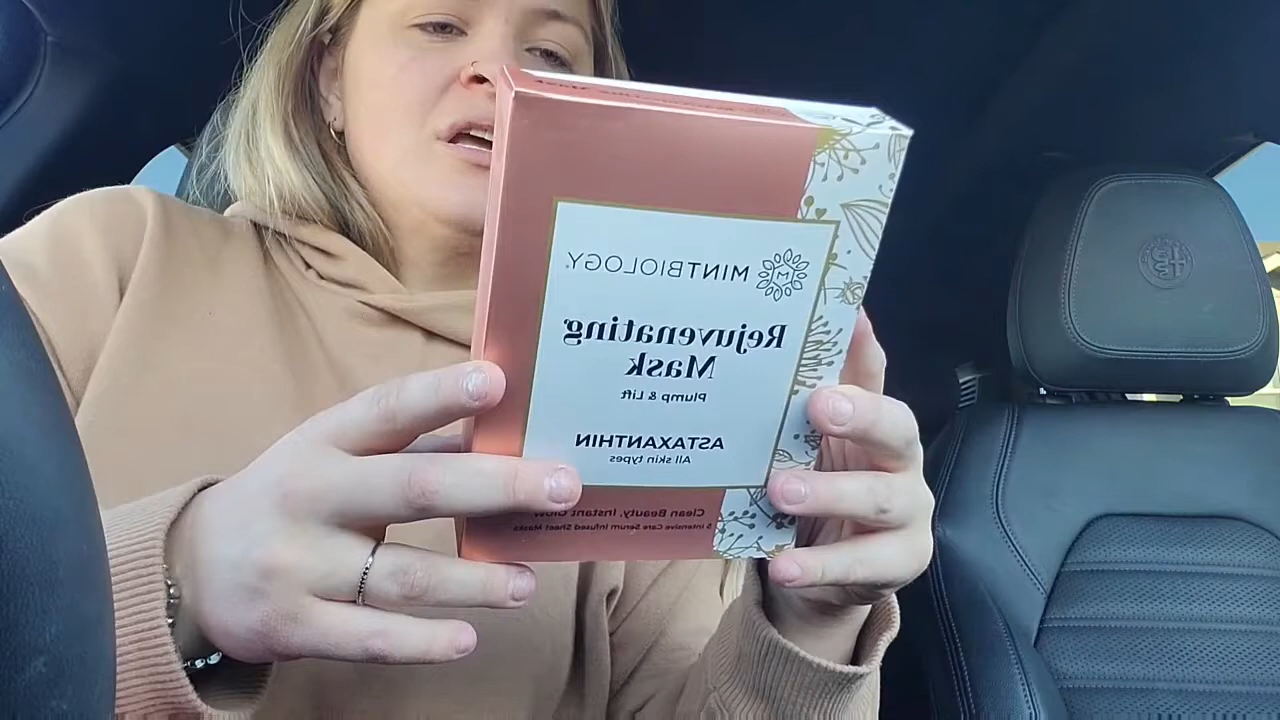 MINTBIOLOGY®
Rejuvenating
Mask
Plump & Lift
ASTAXANTHIN
All skin types
Clean Beauty, Instant Glow
5 Intensive Care Serum Infused Sheet Masks